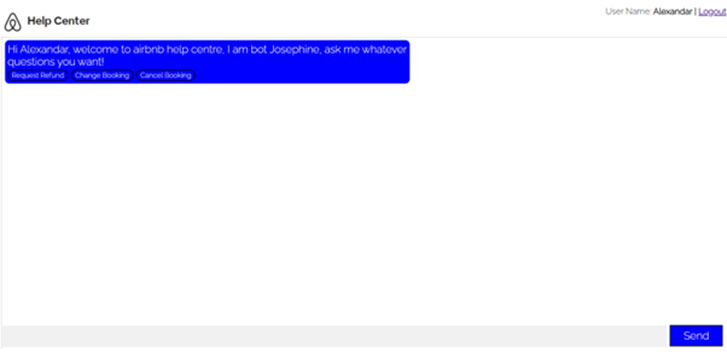 User Name: Alexandar | Logout
Help Center
Hi Alexandar, welcome to airbnb help centre, I am bot Josephine, ask me whatever
questions you want!
Request Refund Change Booking Cancel Booking
Send